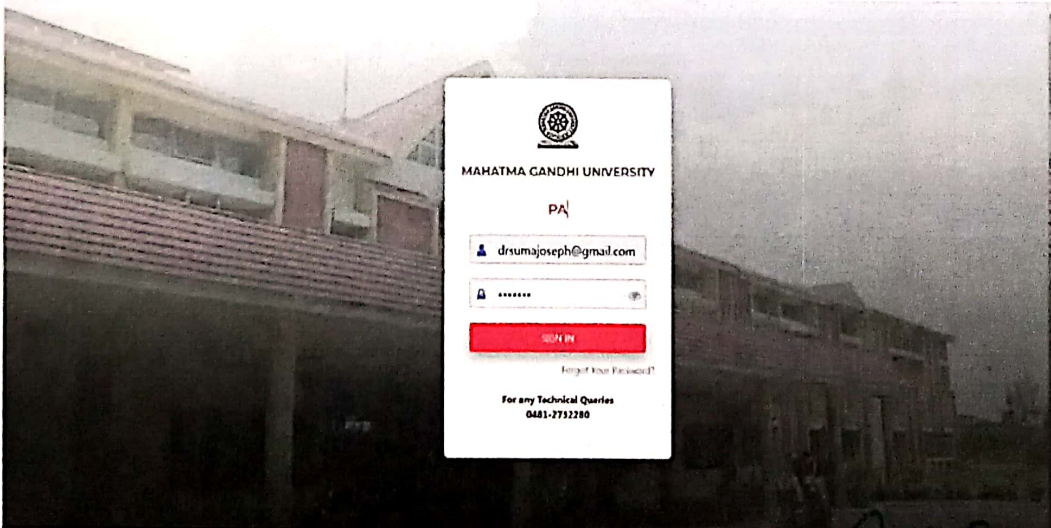 MAHATMA GANDHI UNIVERSITY
PA
drsumajoseph@gmail.com
•••••••
SIGN IN
Forgot Your Password?
For any Technical Queries
0481-2732280